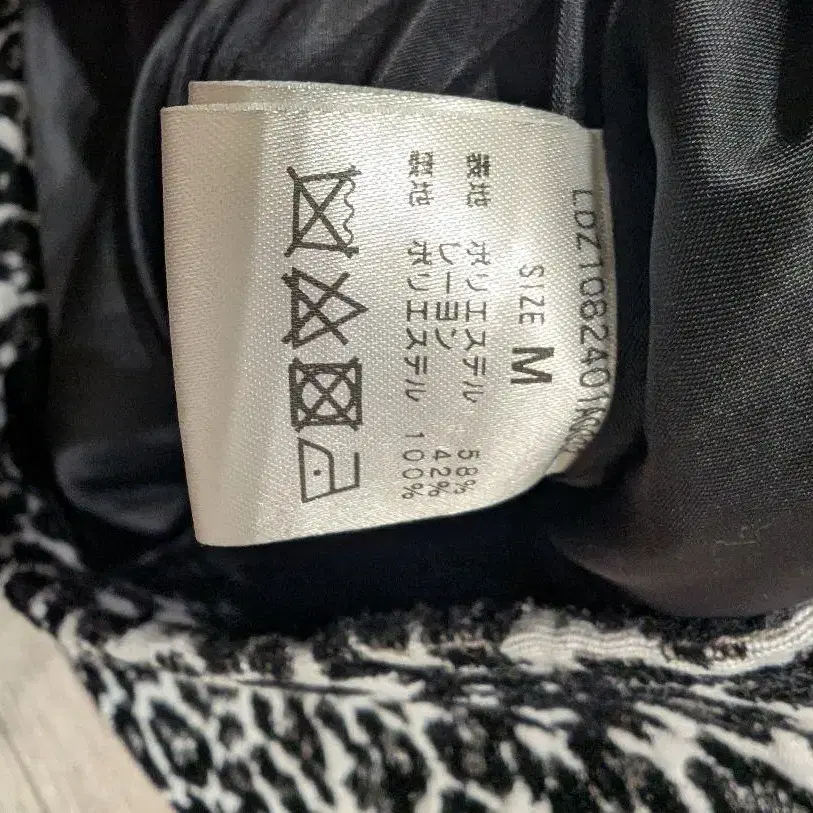 SIZE M
表地 ポリエステル 58%
レーヨン 42%
裏地 ポリエステル 100%